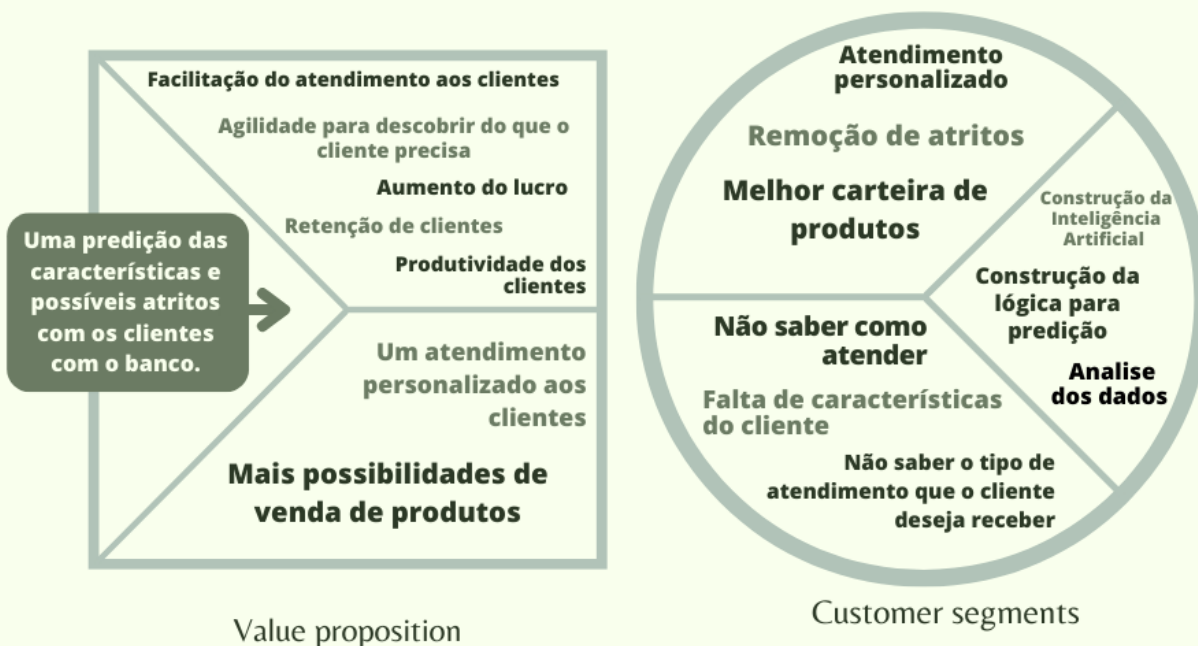 Facilitação do atendimento aos clientes
Agilidade para descobrir do que o
cliente precisa
Aumento do lucro
Retenção de clientes
Produtividade dos
clientes
Uma predição das
características e
possíveis atritos
com os clientes
com o banco.
Um atendimento
personalizado aos
clientes
Mais possibilidades de
venda de produtos
Value proposition
Atendimento
personalizado
Remoção de atritos
Melhor carteira de
produtos
Construção da
Inteligência
Artificial
Construção da
lógica para
predição
Analise
dos dados
Não saber como
atender
Falta de características
do cliente
Não saber o tipo de
atendimento que o cliente
deseja receber
Customer segments